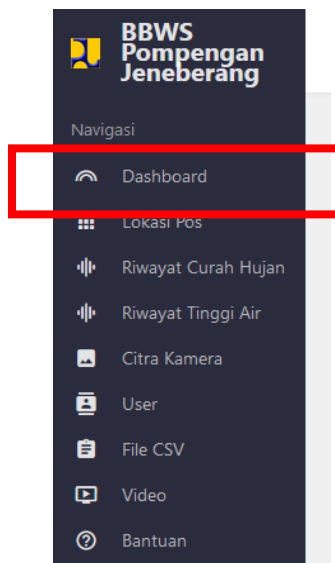 BBWS
Pompengan
Jeneberang
Navigasi
Dashboard
Lokasi Pos
Riwayat Curah Hujan
Riwayat Tinggi Air
Citra Kamera
User
File CSV
Video
Bantuan